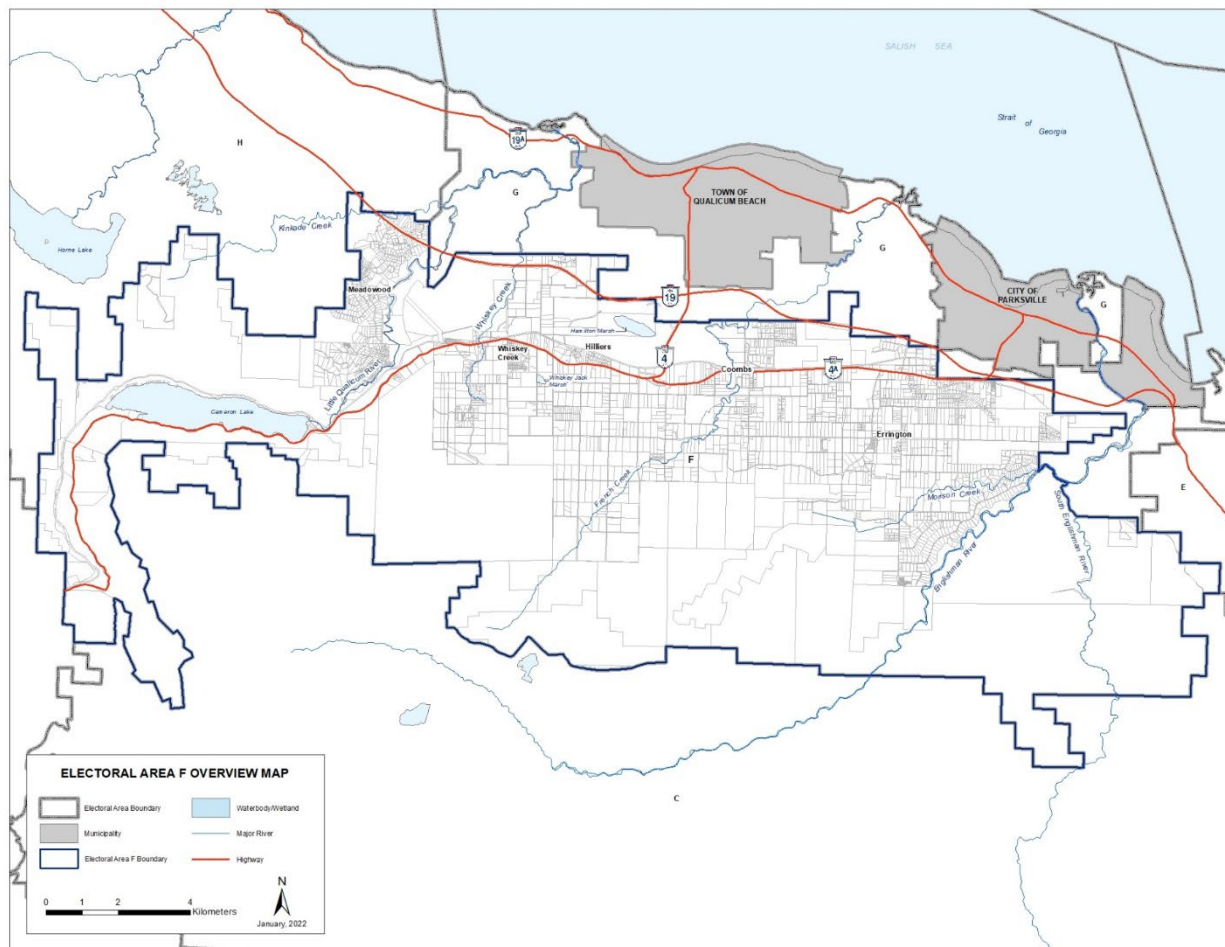 SALISH SEA
Strait of
Georgia
H
19A
G
TOWN OF
QUALICUM BEACH
Kinkade Creek
Horne Lake
G
CITY OF
PARKSVILLE
G
Meadowood
Whiskey Creek
19
Hamilton Marsh
Whiskey
Creek
Hilliers
4
Coombs
4A
Little Qualicum River
Whiskey Jack
Marsh
Cameron Lake
Errington
F
French Creek
Morison Creek
E
South Englishman River
Englishman River
C
ELECTORAL AREA F OVERVIEW MAP
Electoral Area Boundary
Waterbody/Wetland
Municipality
Major River
Electoral Area F Boundary
Highway
N
0 1 2 4
Kilometers
January, 2022